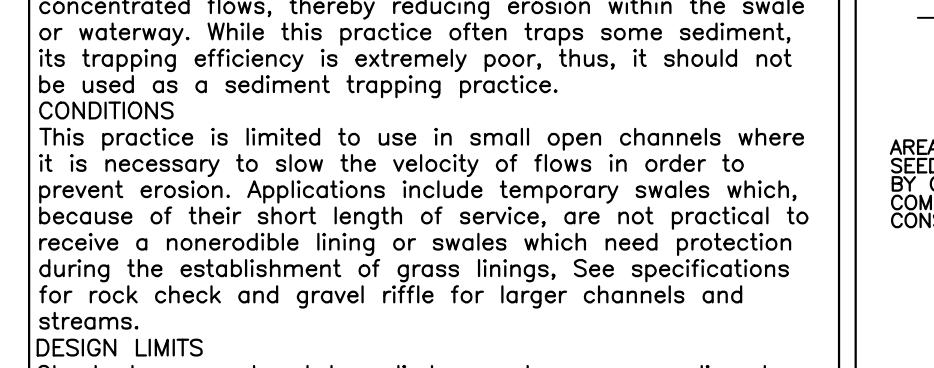 concentrated flows, thereby reducing erosion within the swale
or waterway. While this practice often traps some sediment,
its trapping efficiency is extremely poor, thus, it should not
be used as a sediment trapping practice.
CONDITIONS
This practice is limited to use in small open channels where
it is necessary to slow the velocity of flows in order to
prevent erosion. Applications include temporary swales which,
because of their short length of service, are not practical to
receive a nonerodible lining or swales which need protection
during the establishment of grass linings, See specifications
for rock check and gravel riffle for larger channels and
streams.
DESIGN LIMITS
AREA
SEED
BY
COM
CONS